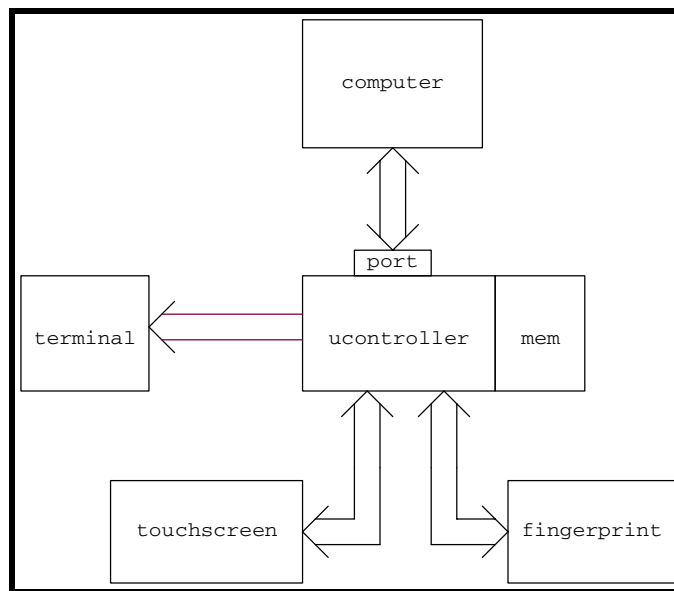 computer
port
terminal
ucontroller
mem
touchscreen
fingerprint